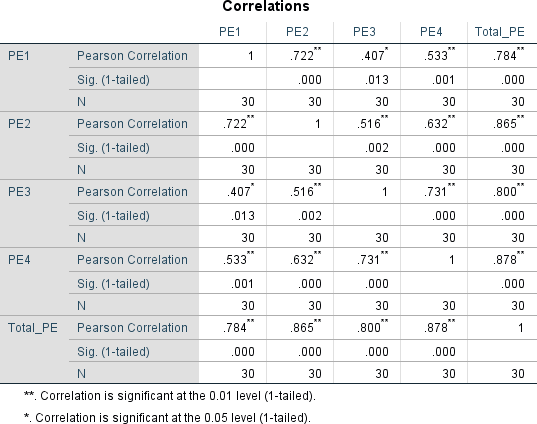 Correlations
PE1 PE2 PE3 PE4 Total_PE
PE1 Pearson Correlation 1 .722** .407* .533** .784**
Sig. (1-tailed) .000 .013 .001 .000
N 30 30 30 30 30
PE2 Pearson Correlation .722** 1 .516** .632** .865**
Sig. (1-tailed) .000 .002 .000 .000
N 30 30 30 30 30
PE3 Pearson Correlation .407* .516** 1 .731** .800**
Sig. (1-tailed) .013 .002 .000 .000
N 30 30 30 30 30
PE4 Pearson Correlation .533** .632** .731** 1 .878**
Sig. (1-tailed) .001 .000 .000 .000
N 30 30 30 30 30
Total_PE Pearson Correlation .784** .865** .800** .878** 1
Sig. (1-tailed) .000 .000 .000 .000
N 30 30 30 30 30
**. Correlation is significant at the 0.01 level (1-tailed).
*. Correlation is significant at the 0.05 level (1-tailed).